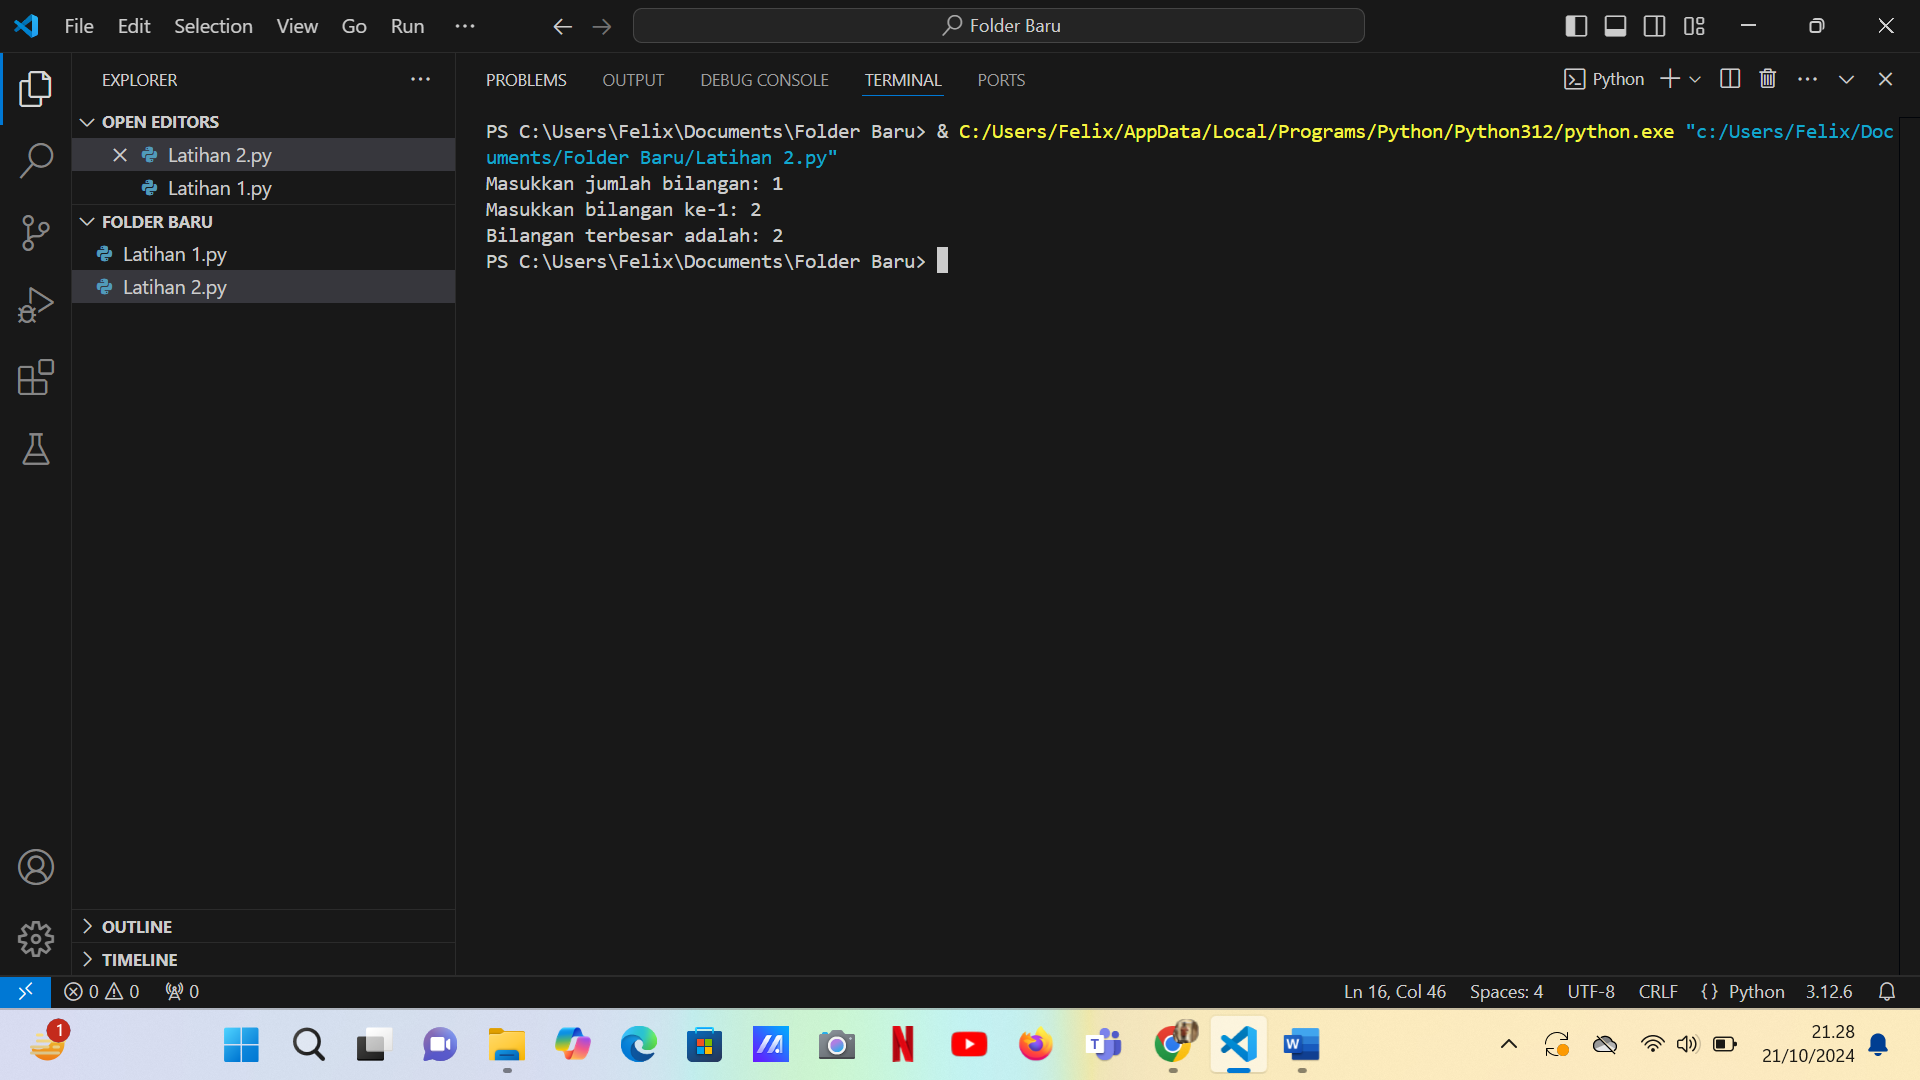 File Edit Selection View Go Run ···
Folder Baru
EXPLORER ···
OPEN EDITORS
Latihan 2.py
Latihan 1.py
FOLDER BARU
Latihan 1.py
Latihan 2.py
OUTLINE
TIMELINE
PROBLEMS OUTPUT DEBUG CONSOLE TERMINAL PORTS
Python
PS C:\Users\Felix\Documents\Folder Baru> & C:/Users/Felix/AppData/Local/Programs/Python/Python312/python.exe "c:/Users/Felix/Doc
uments/Folder Baru/Latihan 2.py"
Masukkan jumlah bilangan: 1
Masukkan bilangan ke-1: 2
Bilangan terbesar adalah: 2
PS C:\Users\Felix\Documents\Folder Baru>
0 0 0
Ln 16, Col 46 Spaces: 4 UTF-8 CRLF {} Python 3.12.6
1
T
W
21.28
21/10/2024